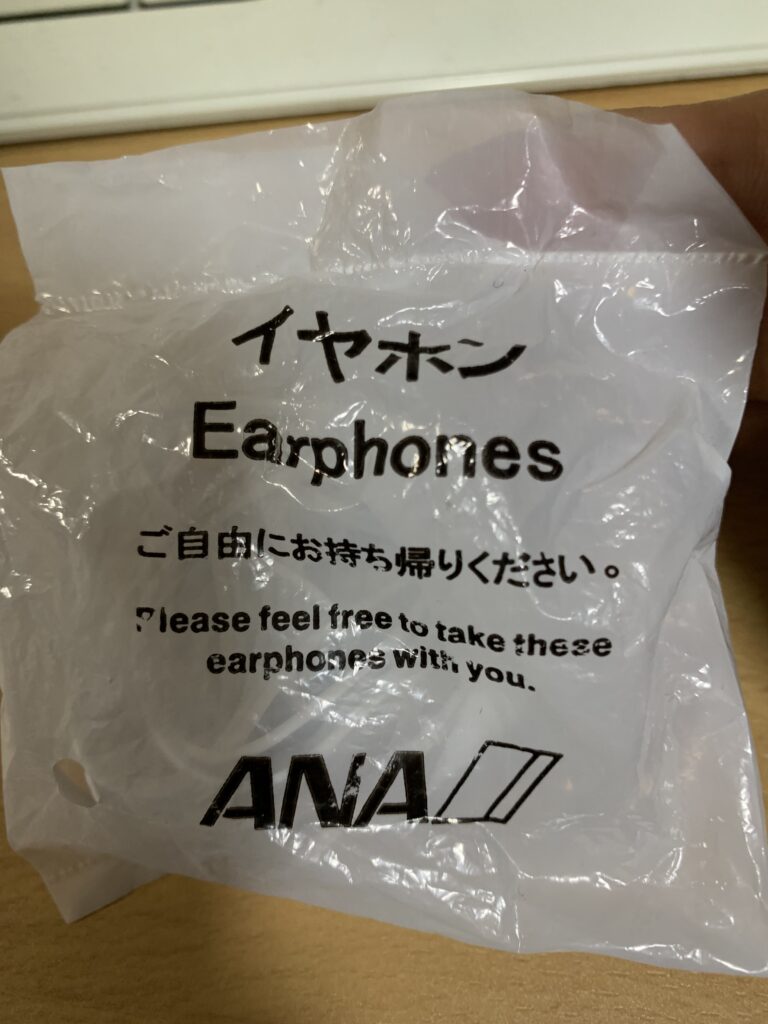 イヤホン
Earphones
ご自由にお持ち帰りください。
Please feel free to take these
earphones with you.
ANA